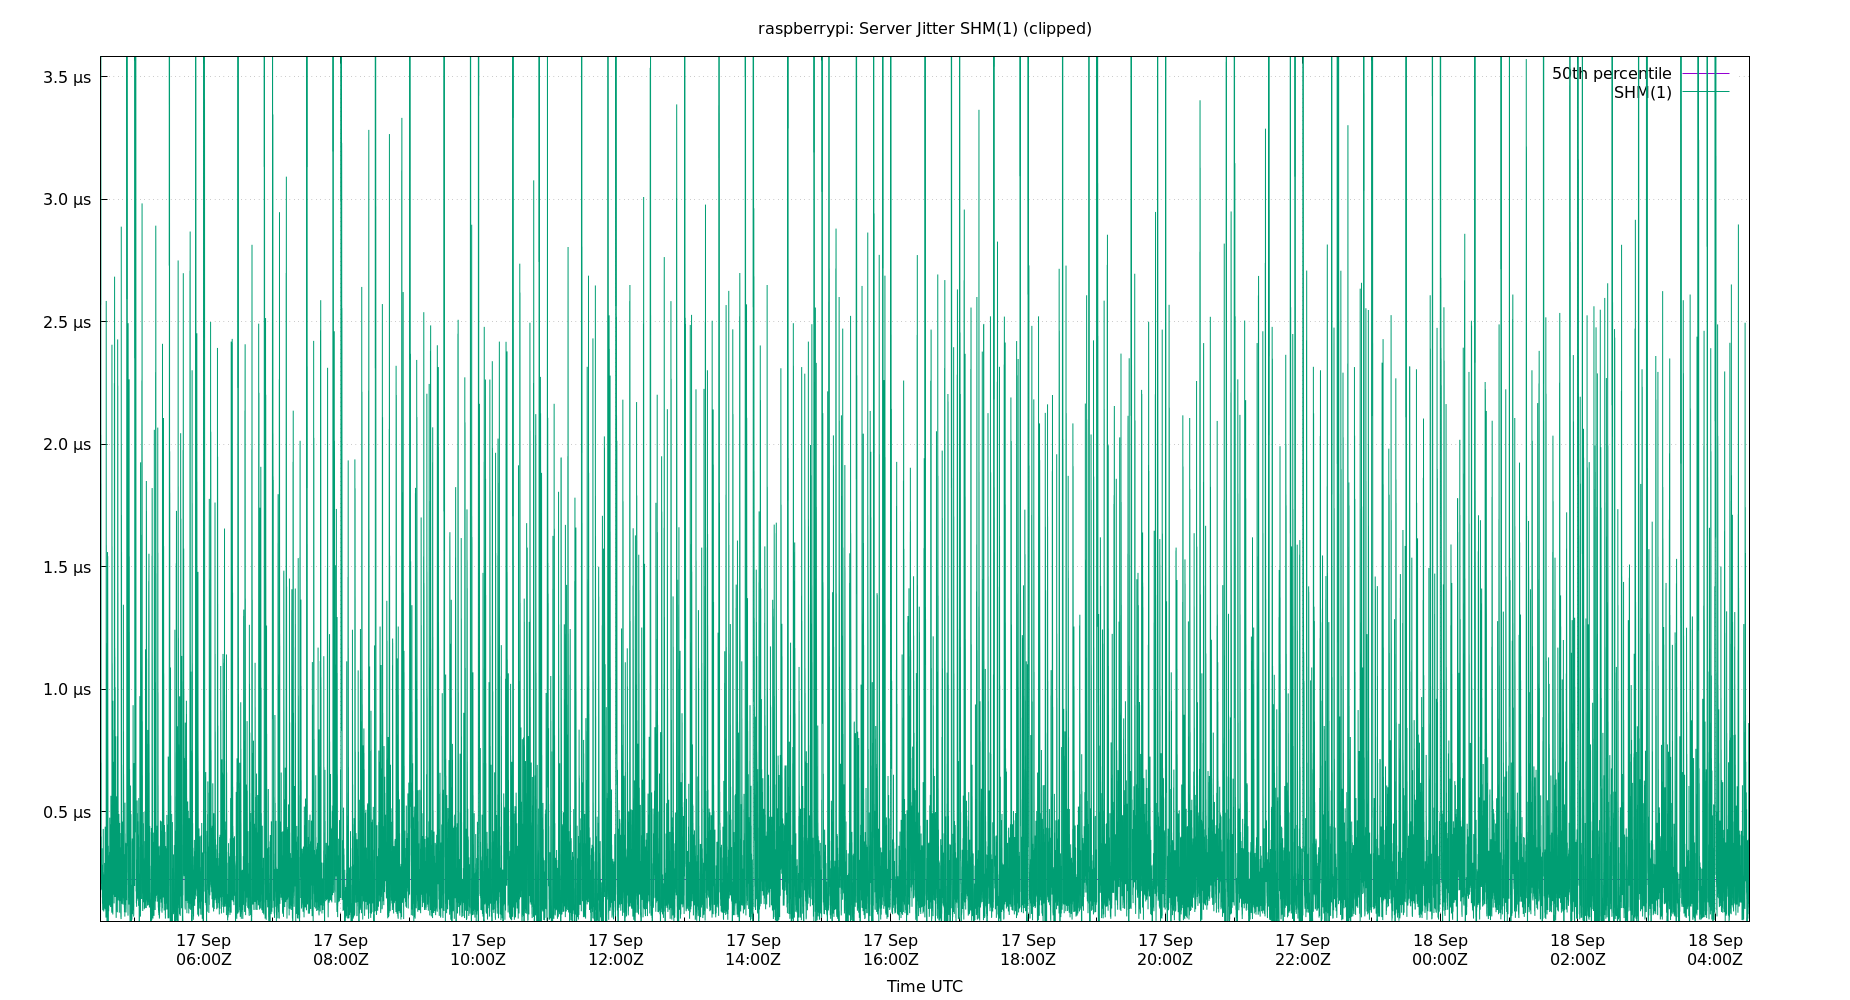 raspberrypi: Server Jitter SHM(1) (clipped)
50th percentile
SHM(1)
3.5 µs
3.0 µs
2.5 µs
2.0 µs
1.5 µs
1.0 µs
0.5 µs
17 Sep 17 Sep 17 Sep 17 Sep 17 Sep 17 Sep 17 Sep 17 Sep 17 Sep 18 Sep 18 Sep 18 Sep
06:00Z 08:00Z 10:00Z 12:00Z 14:00Z 16:00Z 18:00Z 20:00Z 22:00Z 00:00Z 02:00Z 04:00Z
Time UTC